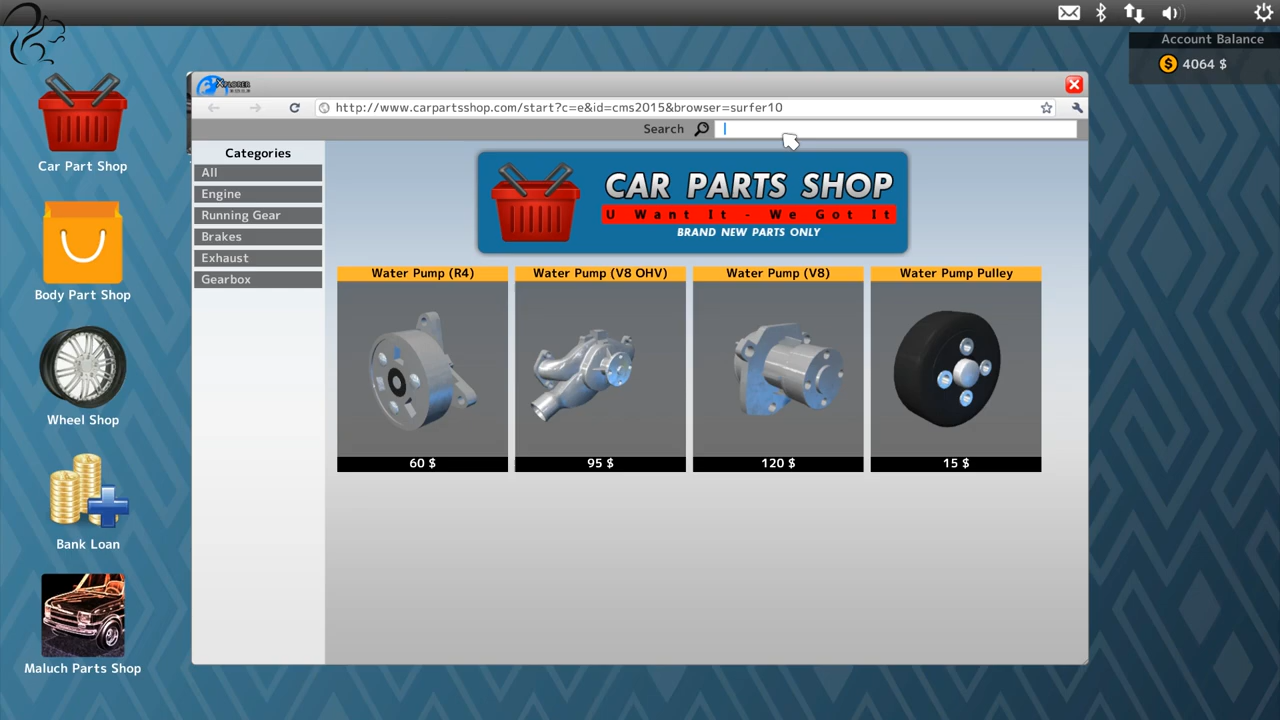 Account Balance
$ 4064 $
XPLORER
http://www.carpartsshop.com/start?c=e&id=cms2015&browser=surfer10
Search
Categories
All
Engine
Running Gear
Brakes
Exhaust
Gearbox
CAR PARTS SHOP
U Want It - We Got It
BRAND NEW PARTS ONLY
Water Pump (R4)
Water Pump (V8 OHV)
Water Pump (V8)
Water Pump Pulley
60 $
95 $
120 $
15 $
Car Part Shop
Body Part Shop
Wheel Shop
Bank Loan
Maluch Parts Shop